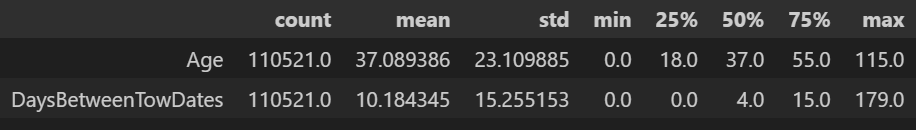 count mean std min 25% 50% 75% max
Age 110521.0 37.089386 23.109885 0.0 18.0 37.0 55.0 115.0
DaysBetweenTowDates 110521.0 10.184345 15.255153 0.0 0.0 4.0 15.0 179.0